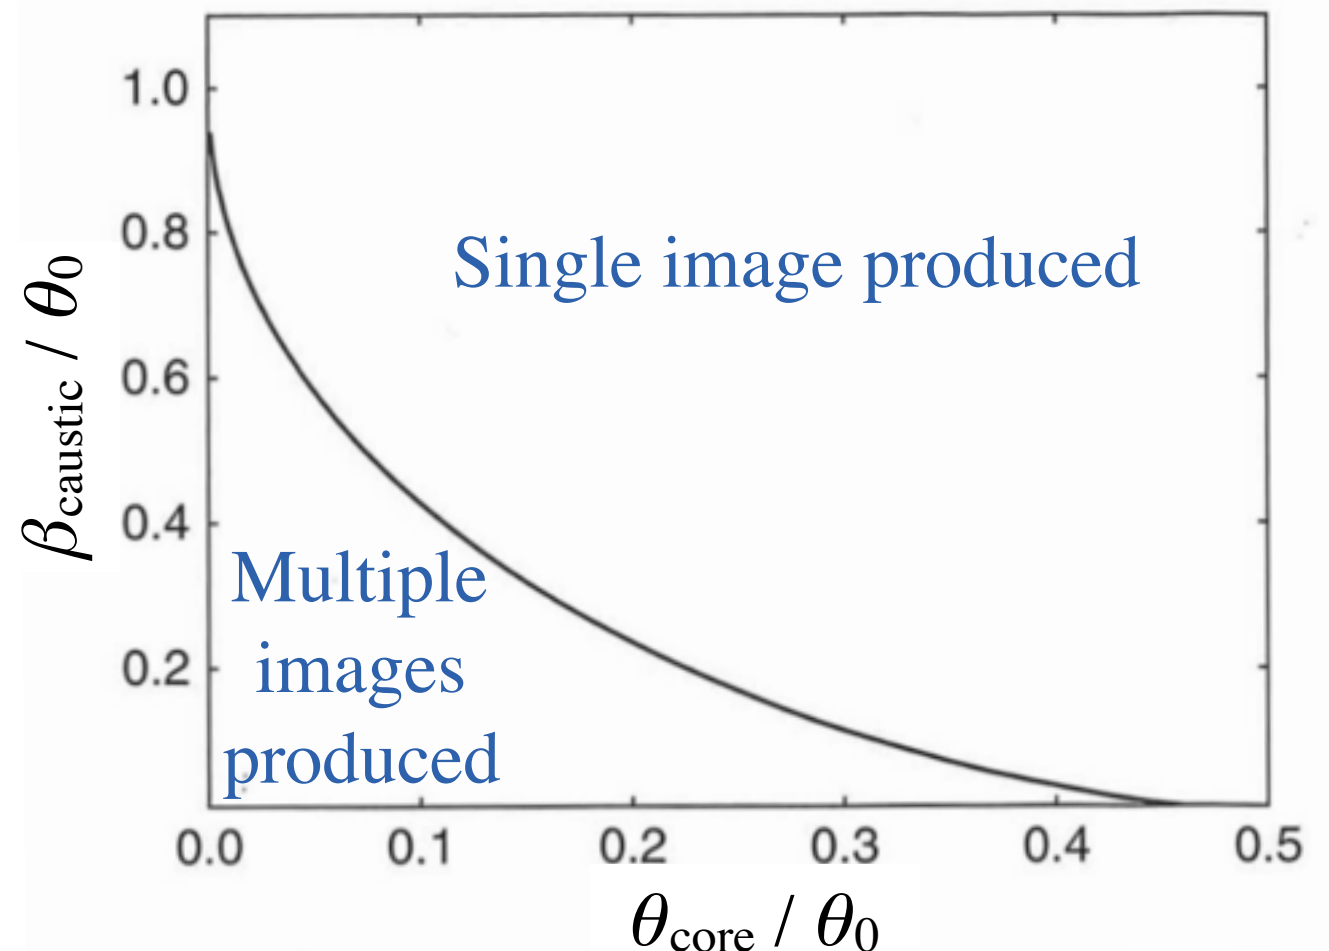 1.0
0.8
0.6
0.4
0.2
β_caustic / θ_0
Single image produced
Multiple
images
produced
0.0 0.1 0.2 0.3 0.4 0.5
θ_core / θ_0